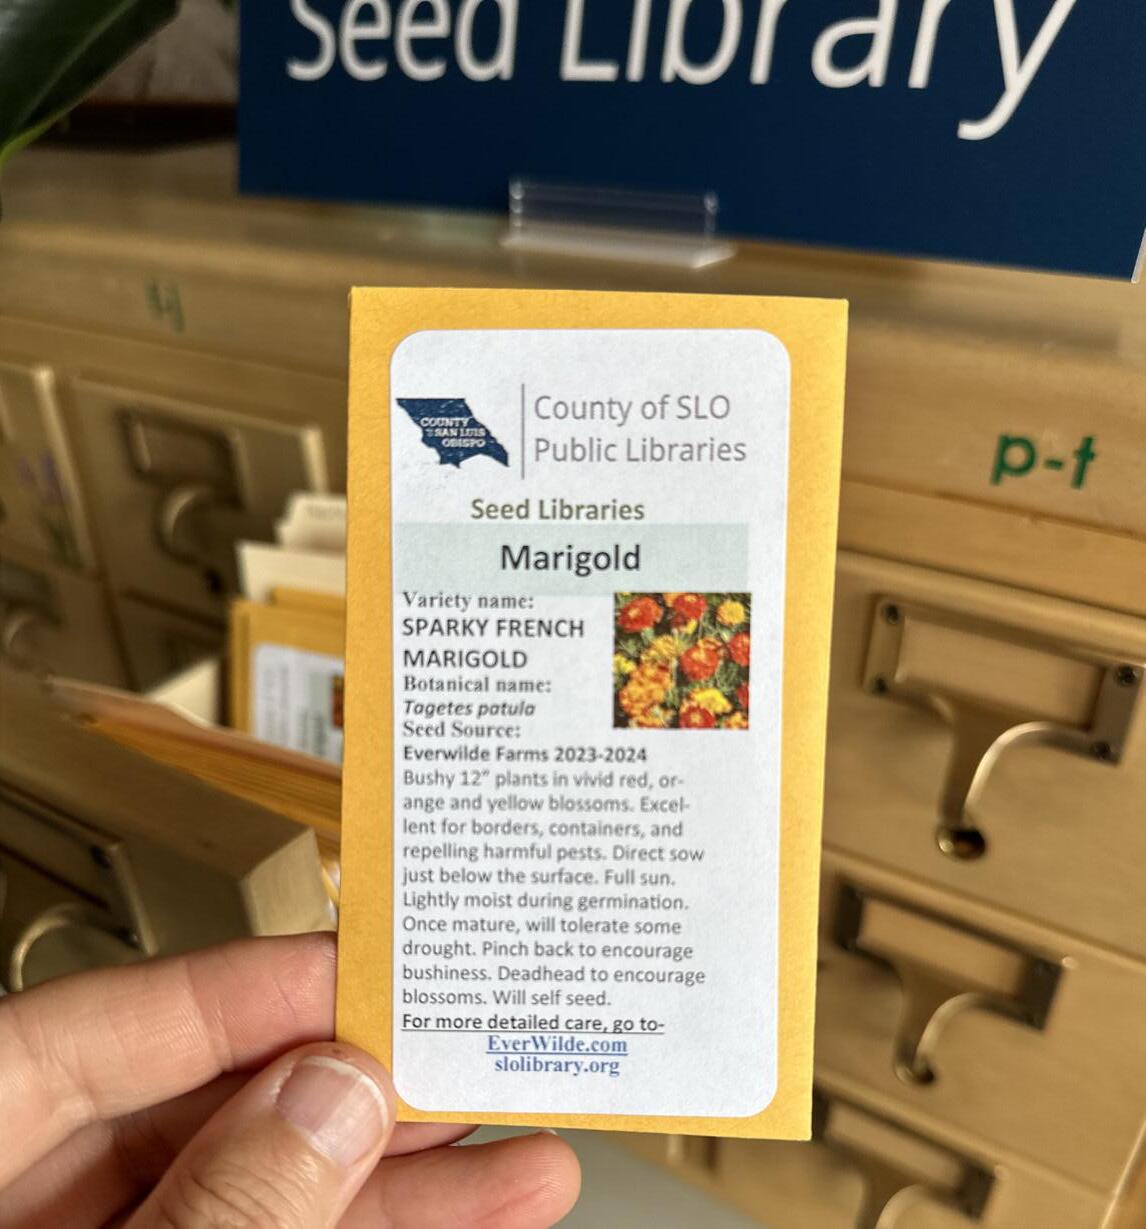 Seed Library
p-t
COUNTY
SAN LUIS
OBISPO
County of SLO
Public Libraries
Seed Libraries
Marigold
Variety name:
SPARKY FRENCH
MARIGOLD
Botanical name:
Tagetes patula
Seed Source:
Everwilde Farms 2023-2024
Bushy 12” plants in vivid red, or-
ange and yellow blossoms. Excel-
lent for borders, containers, and
repelling harmful pests. Direct sow
just below the surface. Full sun.
Lightly moist during germination.
Once mature, will tolerate some
drought. Pinch back to encourage
bushiness. Deadhead to encourage
blossoms. Will self seed.
For more detailed care, go to-
EverWilde.com
slolibrary.org